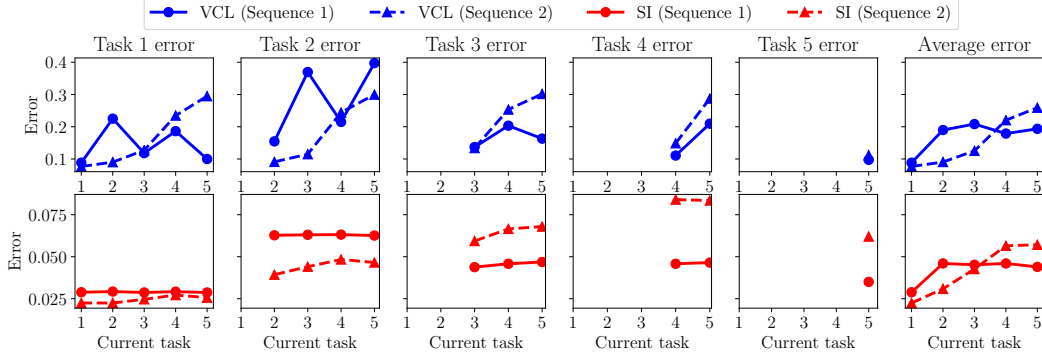 VCL (Sequence 1) VCL (Sequence 2) SI (Sequence 1) SI (Sequence 2)
Task 1 error Task 2 error Task 3 error Task 4 error Task 5 error Average error
Error
0.4
0.3
0.2
0.1
1 2 3 4 5 1 2 3 4 5 1 2 3 4 5 1 2 3 4 5 1 2 3 4 5 1 2 3 4 5
Error
0.075
0.050
0.025
1 2 3 4 5 1 2 3 4 5 1 2 3 4 5 1 2 3 4 5 1 2 3 4 5 1 2 3 4 5
Current task Current task Current task Current task Current task Current task